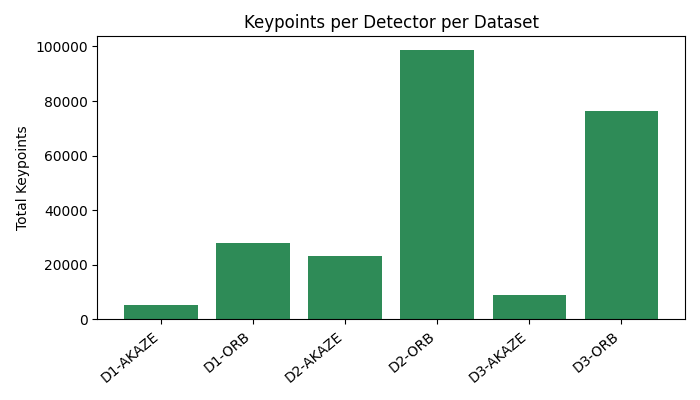 Keypoints per Detector per Dataset
Total Keypoints
100000
80000
60000
40000
20000
0
D1-AKAZE
D1-ORB
D2-AKAZE
D2-ORB
D3-AKAZE
D3-ORB